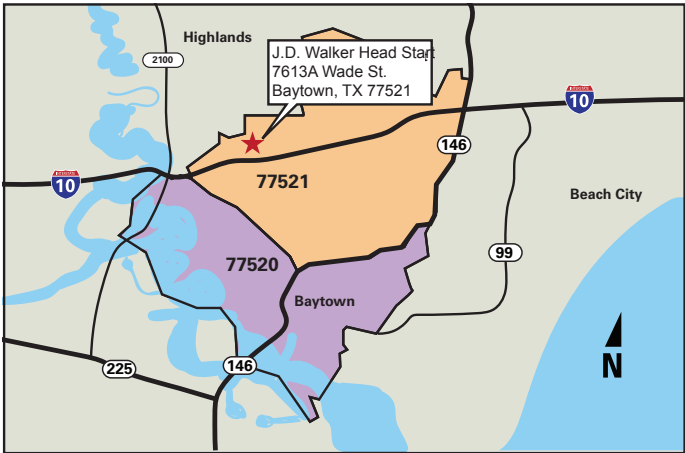 Highlands
2100
J.D. Walker Head Start
7613A Wade St.
Baytown, TX 77521
10
146
10
77521
Beach City
77520
99
Baytown
N
225
146